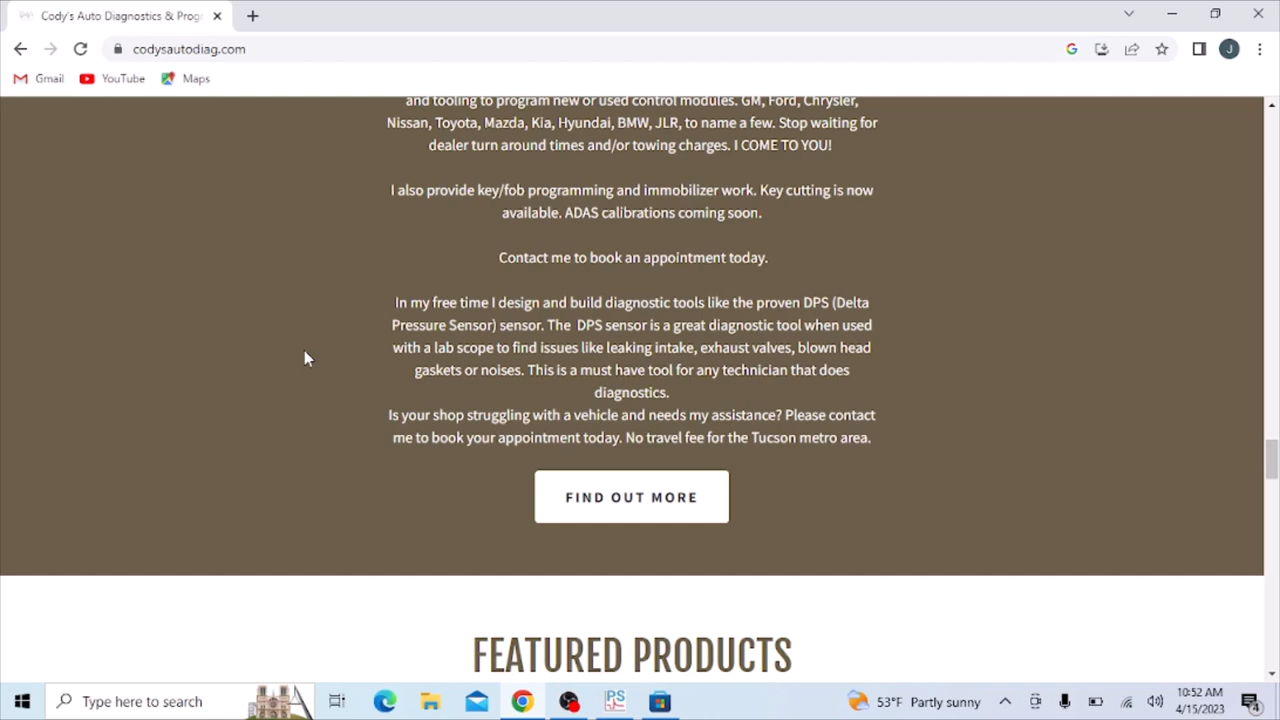 Cody's Auto Diagnostics & Prog
codysautodiag.com
J
Gmail
YouTube
Maps
and tooling to program new or used control modules. GM, Ford, Chrysler,
Nissan, Toyota, Mazda, Kia, Hyundai, BMW, JLR, to name a few. Stop waiting for
dealer turn around times and/or towing charges. I COME TO YOU!
I also provide key/fob programming and immobilizer work. Key cutting is now
available. ADAS calibrations coming soon.
Contact me to book an appointment today.
In my free time I design and build diagnostic tools like the proven DPS (Delta
Pressure Sensor) sensor. The DPS sensor is a great diagnostic tool when used
with a lab scope to find issues like leaking intake, exhaust valves, blown head
gaskets or noises. This is a must have tool for any technician that does
diagnostics.
Is your shop struggling with a vehicle and needs my assistance? Please contact
me to book your appointment today. No travel fee for the Tucson metro area.
FIND OUT MORE
FEATURED PRODUCTS
Type here to search
PS
53°F Partly sunny
10:52 AM
4/15/2023
4